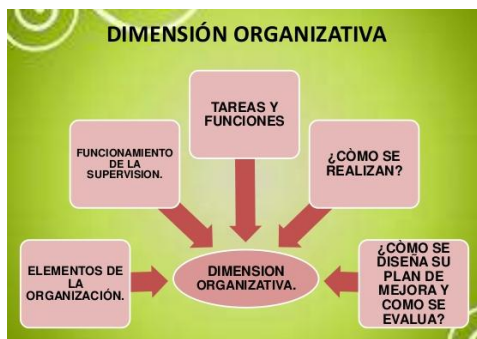 DIMENSIÓN ORGANIZATIVA
TAREAS Y
FUNCIONES
FUNCIONAMIENTO
DE LA
SUPERVISION.
¿CÒMO SE
REALIZAN?
ELEMENTOS DE
LA
ORGANIZACIÓN.
DIMENSION
ORGANIZATIVA.
¿CÒMO SE
DISEÑA SU
PLAN DE
MEJORA Y
COMO SE
EVALUA?